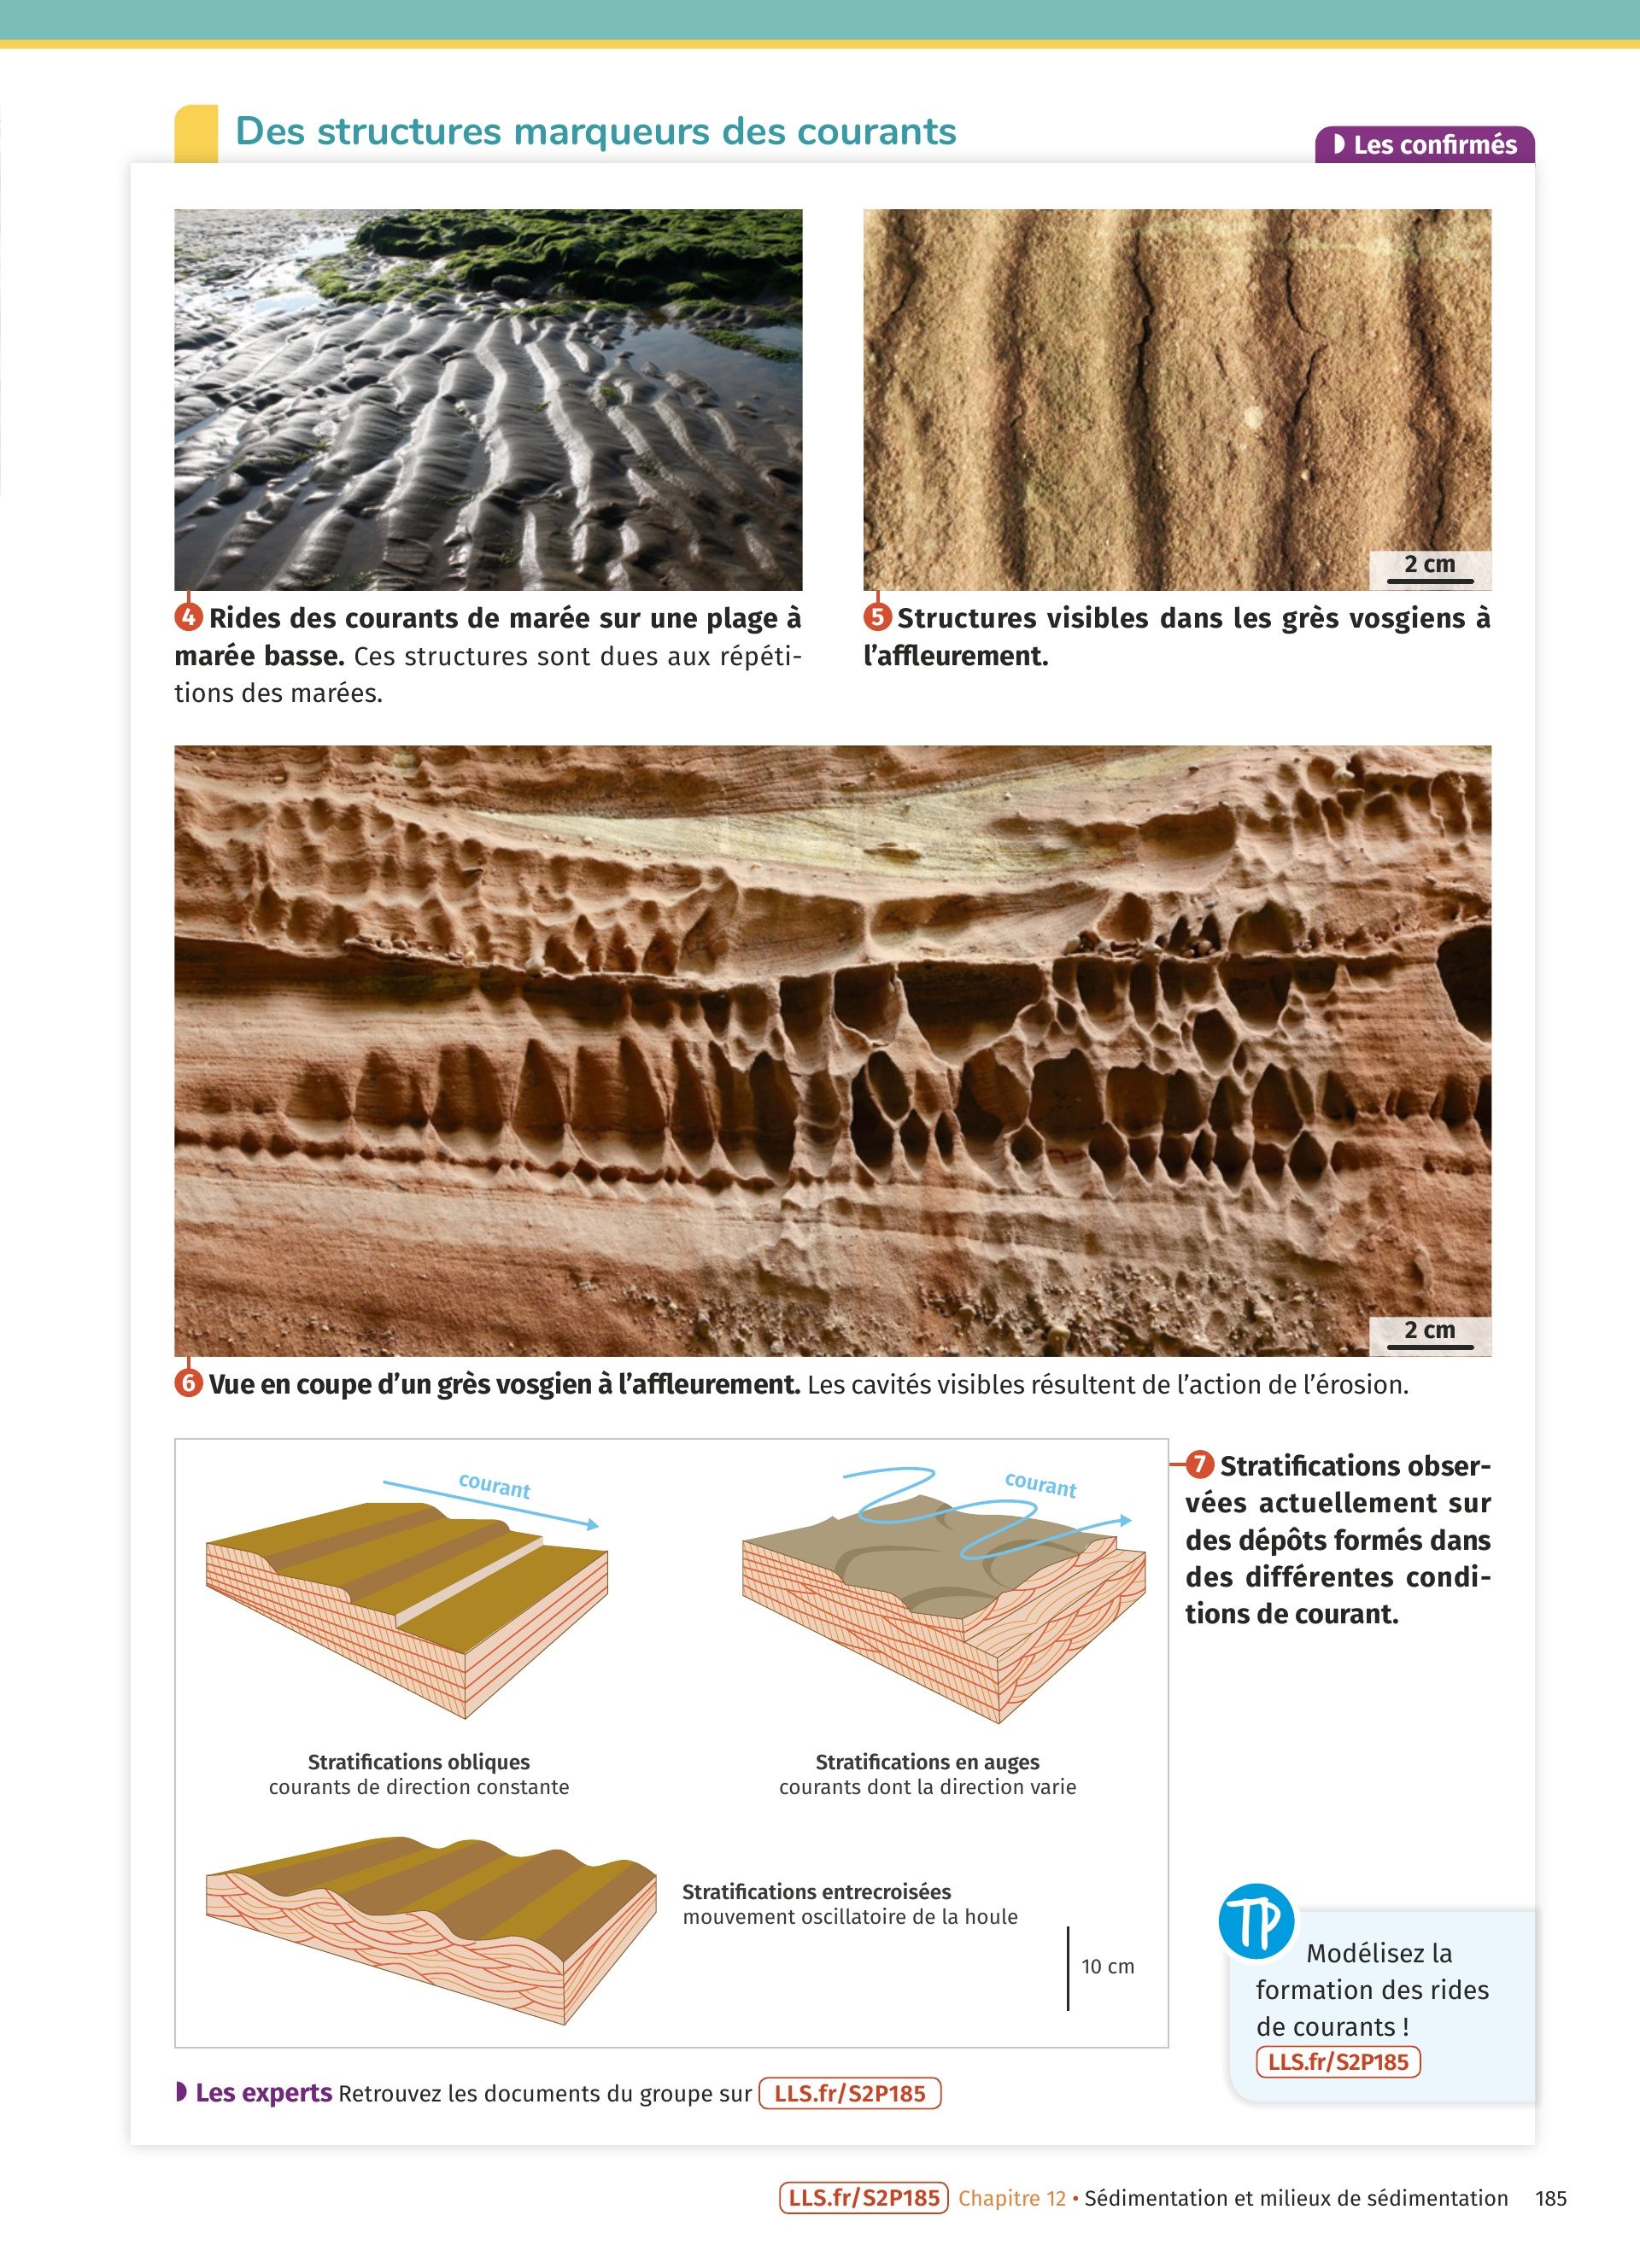 Des structures marqueurs des courants
Les confirmés
2 cm
4 Rides des courants de marée sur une plage à
marée basse. Ces structures sont dues aux répéti-
tions des marées.
5 Structures visibles dans les grès vosgiens à
l'affleurement.
2 cm
6 Vue en coupe d'un grès vosgien à l'affleurement. Les cavités visibles résultent de l'action de l'érosion.
courant
Stratifications obliques
courants de direction constante
courant
Stratifications en auges
courants dont la direction varie
Stratifications entrecroisées
mouvement oscillatoire de la houle
10 cm
7 Stratifications obser-
vées actuellement sur
des dépôts formés dans
des différentes condi-
tions de courant.
TP
Modélisez la
formation des rides
de courants !
LLS.fr/S2P185
Les experts Retrouvez les documents du groupe sur LLS.fr/S2P185
LLS.fr/S2P185 Chapitre 12 • Sédimentation et milieux de sédimentation 185